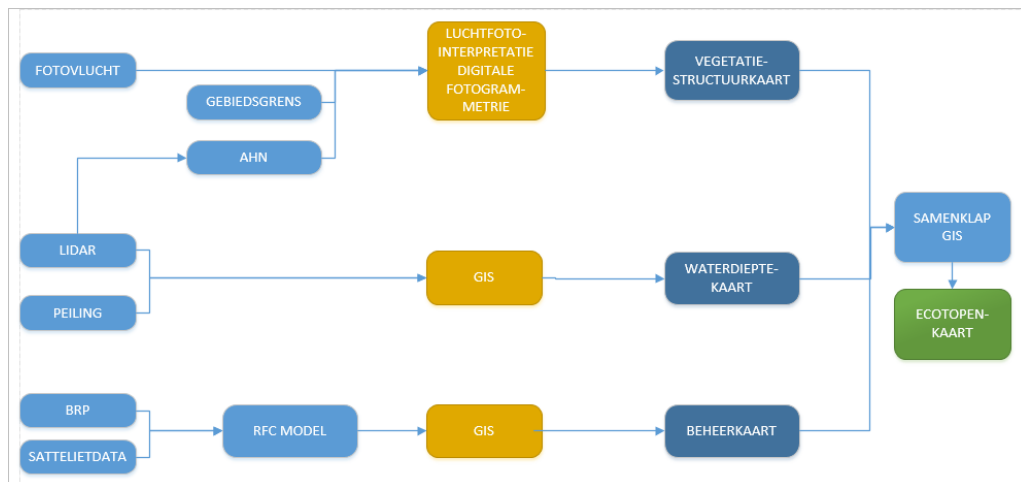 FOTOVLUCHT
GEBIEDSGRENS
AHN
LUCHTFOTO-
INTERPRETATIE
DIGITALE
FOTOGRAM-
METRIE
VEGETATIE-
STRUCTUURKAART
LIDAR
PEILING
GIS
WATERDIEPTE-
KAART
SAMENKLAP
GIS
ECOTOPEN-
KAART
BRP
SATTELIETDATA
RFC MODEL
GIS
BEHEERKAART